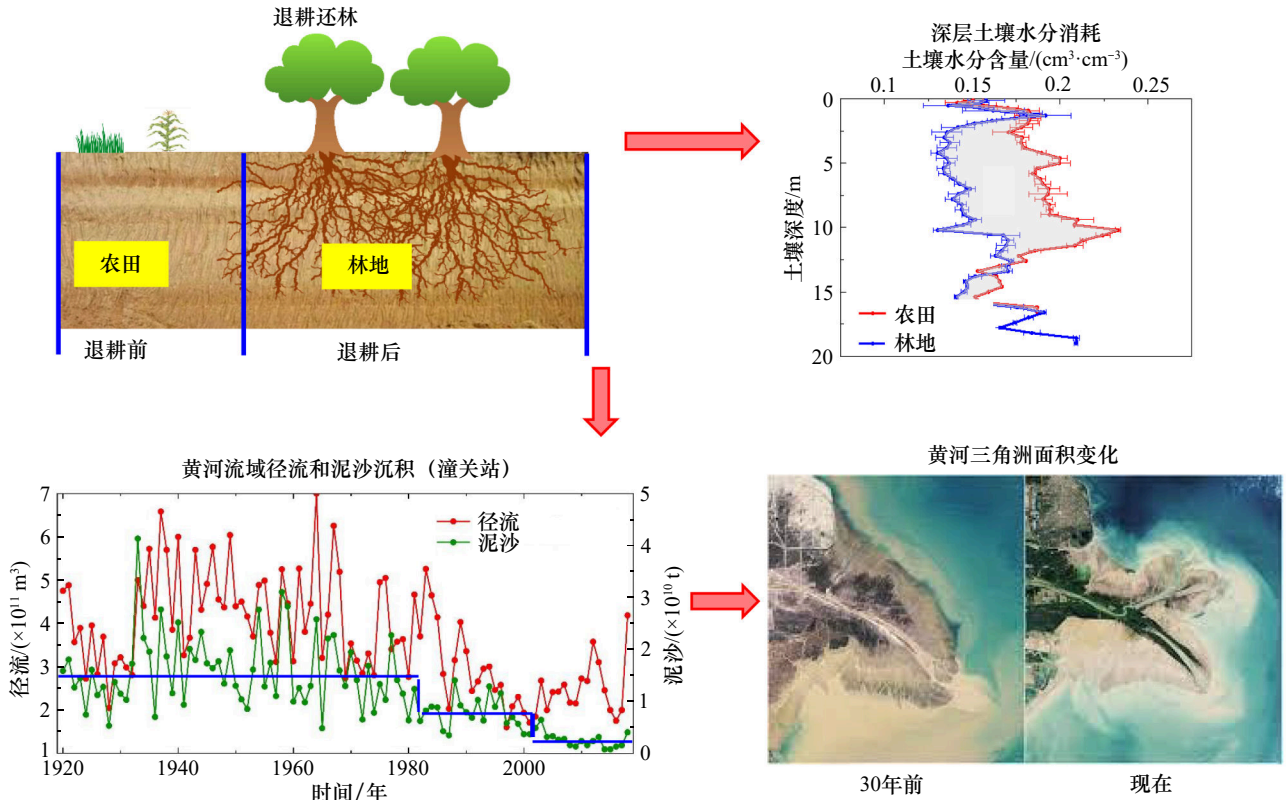 退耕还林
农田
林地
退耕前
退耕后
深层土壤水分消耗
土壤水分含量/(cm³·cm⁻³)
0.1
0.15
0.2
0.25
土壤深度/m
0
5
10
15
20
农田
林地
黄河流域径流和泥沙沉积（潼关站）
径流/(×10¹¹ m³)
7
6
5
4
3
2
1
径流
泥沙
5
4
3
2
1
0
泥沙/(×10¹⁰ t)
1920
1940
1960
1980
2000
时间/年
黄河三角洲面积变化
30年前
现在